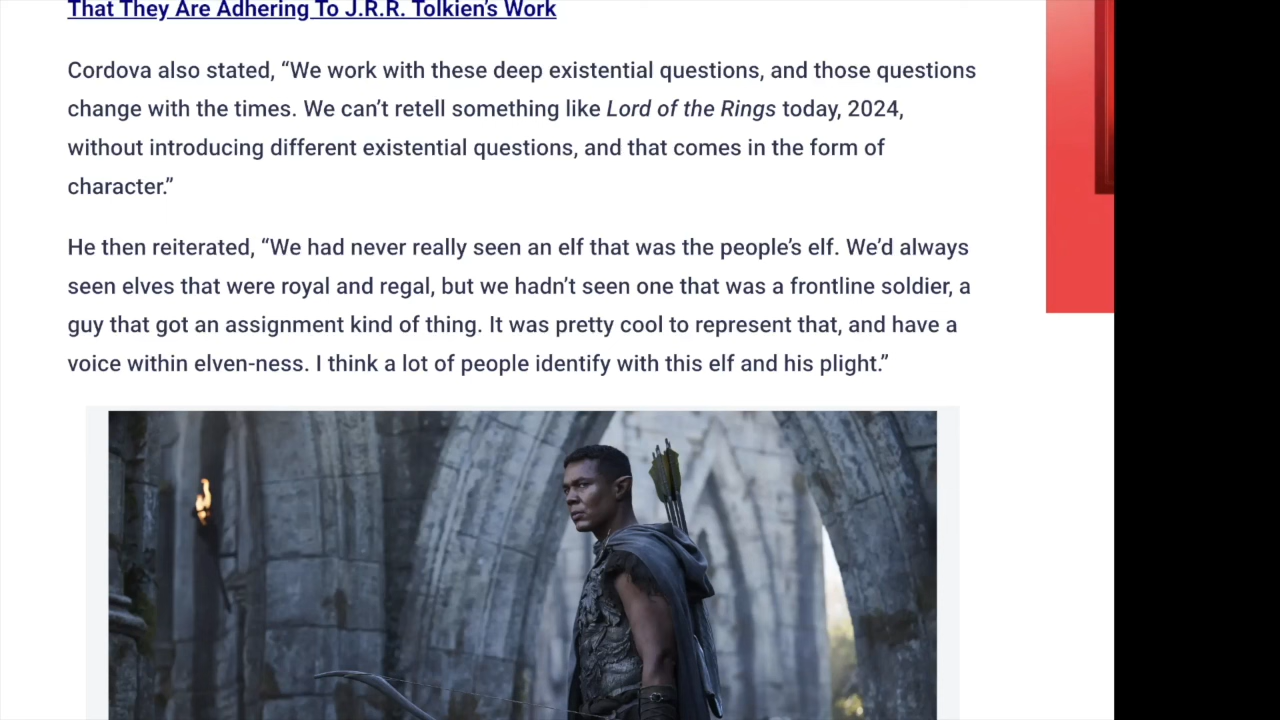 That They Are Adhering To J.R.R. Tolkien’s Work
Cordova also stated, “We work with these deep existential questions, and those questions
change with the times. We can’t retell something like Lord of the Rings today, 2024,
without introducing different existential questions, and that comes in the form of
character.”
He then reiterated, “We had never really seen an elf that was the people’s elf. We’d always
seen elves that were royal and regal, but we hadn’t seen one that was a frontline soldier, a
guy that got an assignment kind of thing. It was pretty cool to represent that, and have a
voice within elven-ness. I think a lot of people identify with this elf and his plight.”